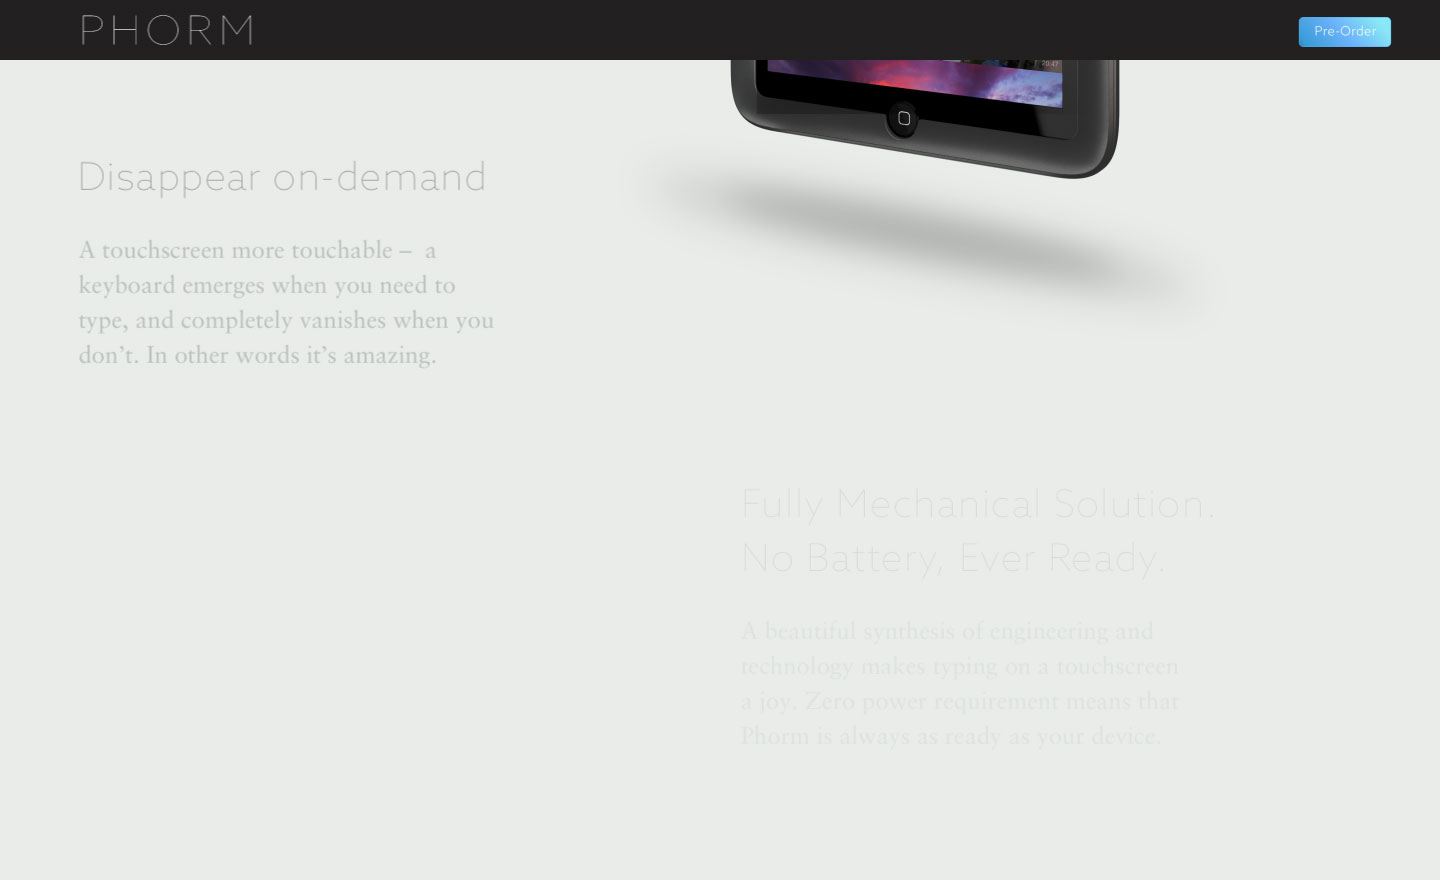 PHORM
Pre-Order
20:47
Disappear on-demand
A touchscreen more touchable – a
keyboard emerges when you need to
type, and completely vanishes when you
don’t. In other words it’s amazing.
Fully Mechanical Solution.
No Battery, Ever Ready.
A beautiful synthesis of engineering and
technology makes typing on a touchscreen
a joy. Zero power requirement means that
Phorm is always as ready as your device.